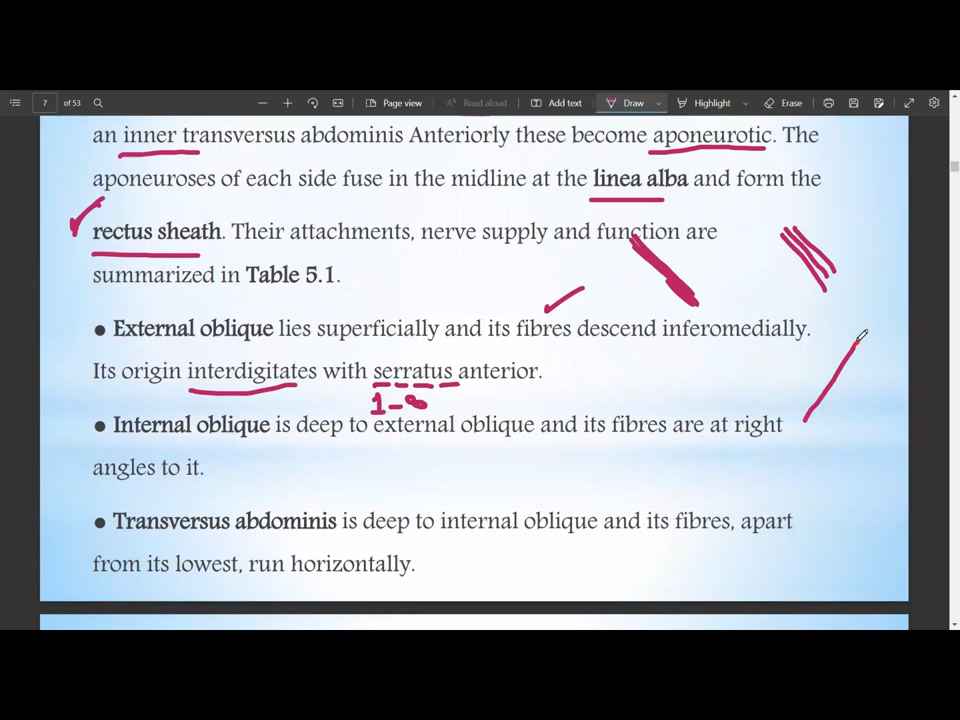 7 of 53 Page view Read aloud Add text Draw Highlight Erase
an inner transversus abdominis Anteriorly these become aponeurotic. The
aponeuroses of each side fuse in the midline at the linea alba and form the
rectus sheath. Their attachments, nerve supply and function are
summarized in Table 5.1.
● External oblique lies superficially and its fibres descend inferomedially.
Its origin interdigitates with serratus anterior.
1-8
● Internal oblique is deep to external oblique and its fibres are at right
angles to it.
● Transversus abdominis is deep to internal oblique and its fibres, apart
from its lowest, run horizontally.